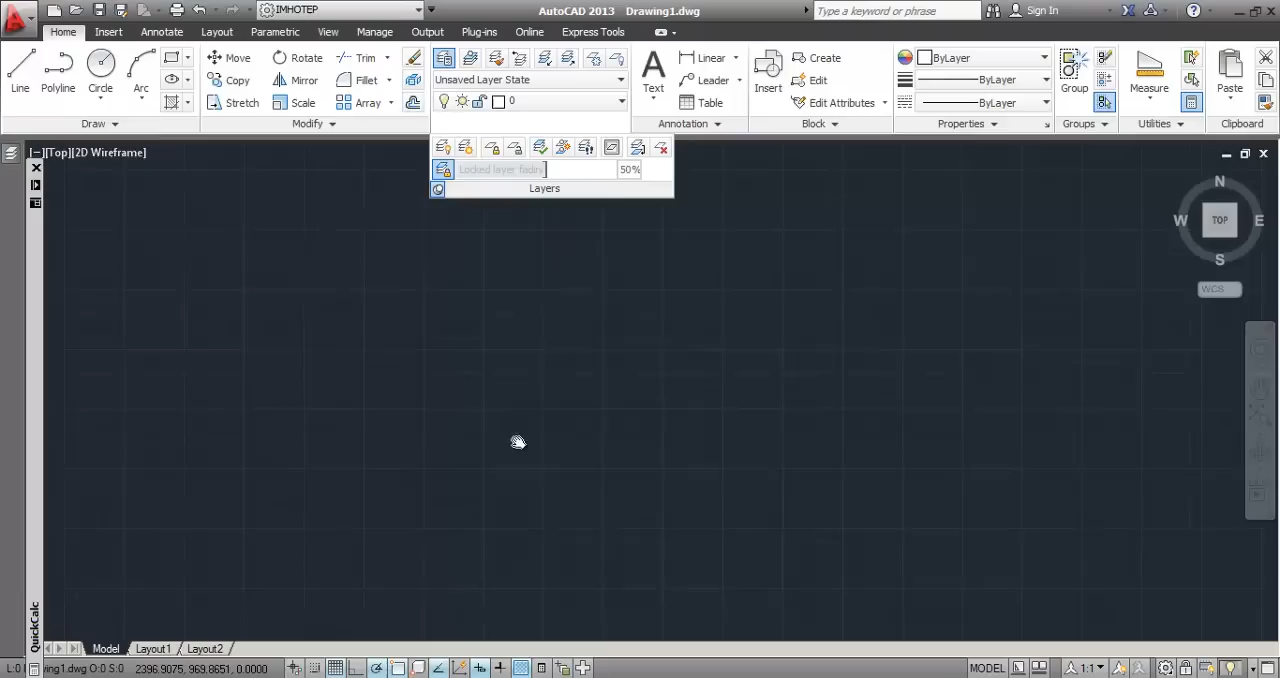 IMHOTEP
AutoCAD 2013 Drawing1.dwg
Type a keyword or phrase
Sign In
Home Insert Annotate Layout Parametric View Manage Output Plug-ins Online Express Tools
Line
Polyline
Circle
Arc
Draw
Move
Rotate
Trim
Copy
Mirror
Fillet
Stretch
Scale
Array
Modify
Unsaved Layer State
0
Locked layer fading
50%
Layers
Text
Linear
Leader
Table
Annotation
Insert
Create
Edit
Edit Attributes
Block
ByLayer
ByLayer
ByLayer
Properties
Group
Groups
Measure
Utilities
Paste
Clipboard
[−][Top][2D Wireframe]
N
W
TOP
E
S
WCS
QuickCalc
Model Layout1 Layout2
wing1.dwg O:0 S:0 2396.9075, 969.8651, 0.0000
MODEL
1:1